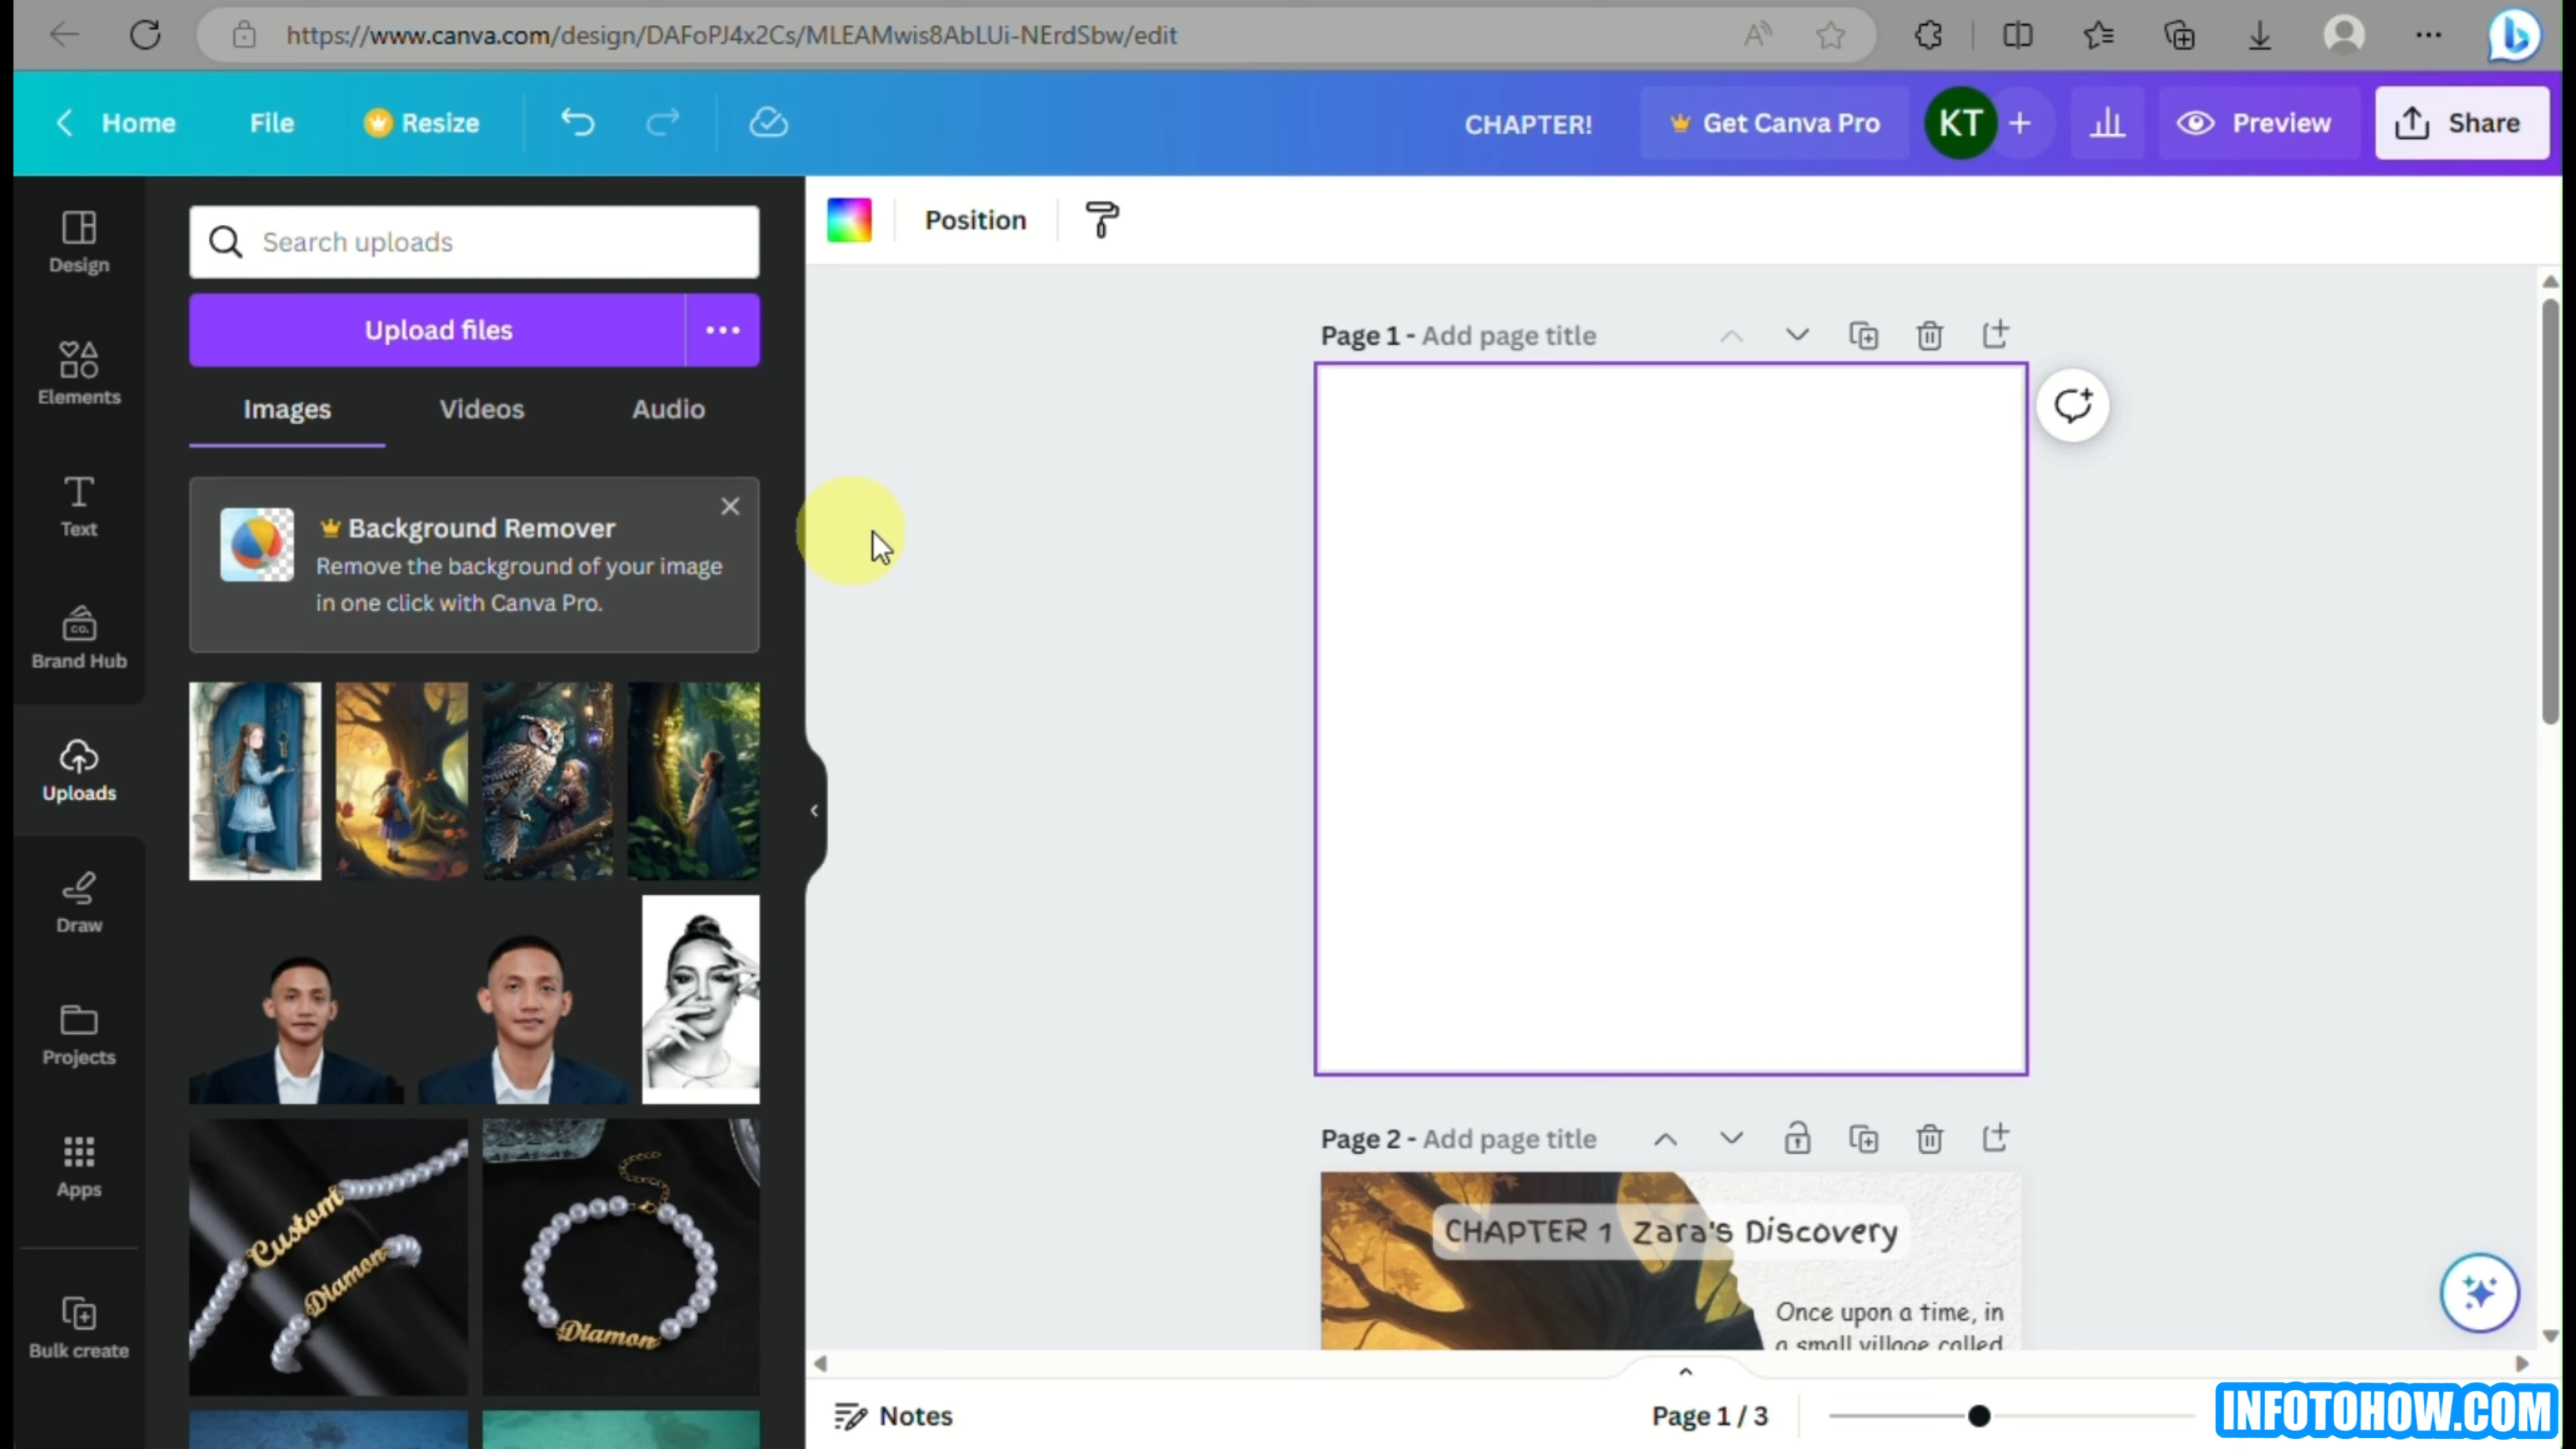 https://www.canva.com/design/DAFoPJ4x2Cs/MLEAMwis8AbLUi-NErdSbw/edit
Home
File
Resize
CHAPTER!
Get Canva Pro
KT
Preview
Share
Design
Elements
Text
Brand Hub
Uploads
Draw
Projects
Apps
Bulk create
Search uploads
Upload files
Images
Videos
Audio
Background Remover
Remove the background of your image
in one click with Canva Pro.
Custom
Diamon
Diamon
Position
Page 1 - Add page title
Page 2 - Add page title
CHAPTER 1 Zara's Discovery
Once upon a time, in
a small village called
Notes
Page 1 / 3
INFOTOHOW.COM